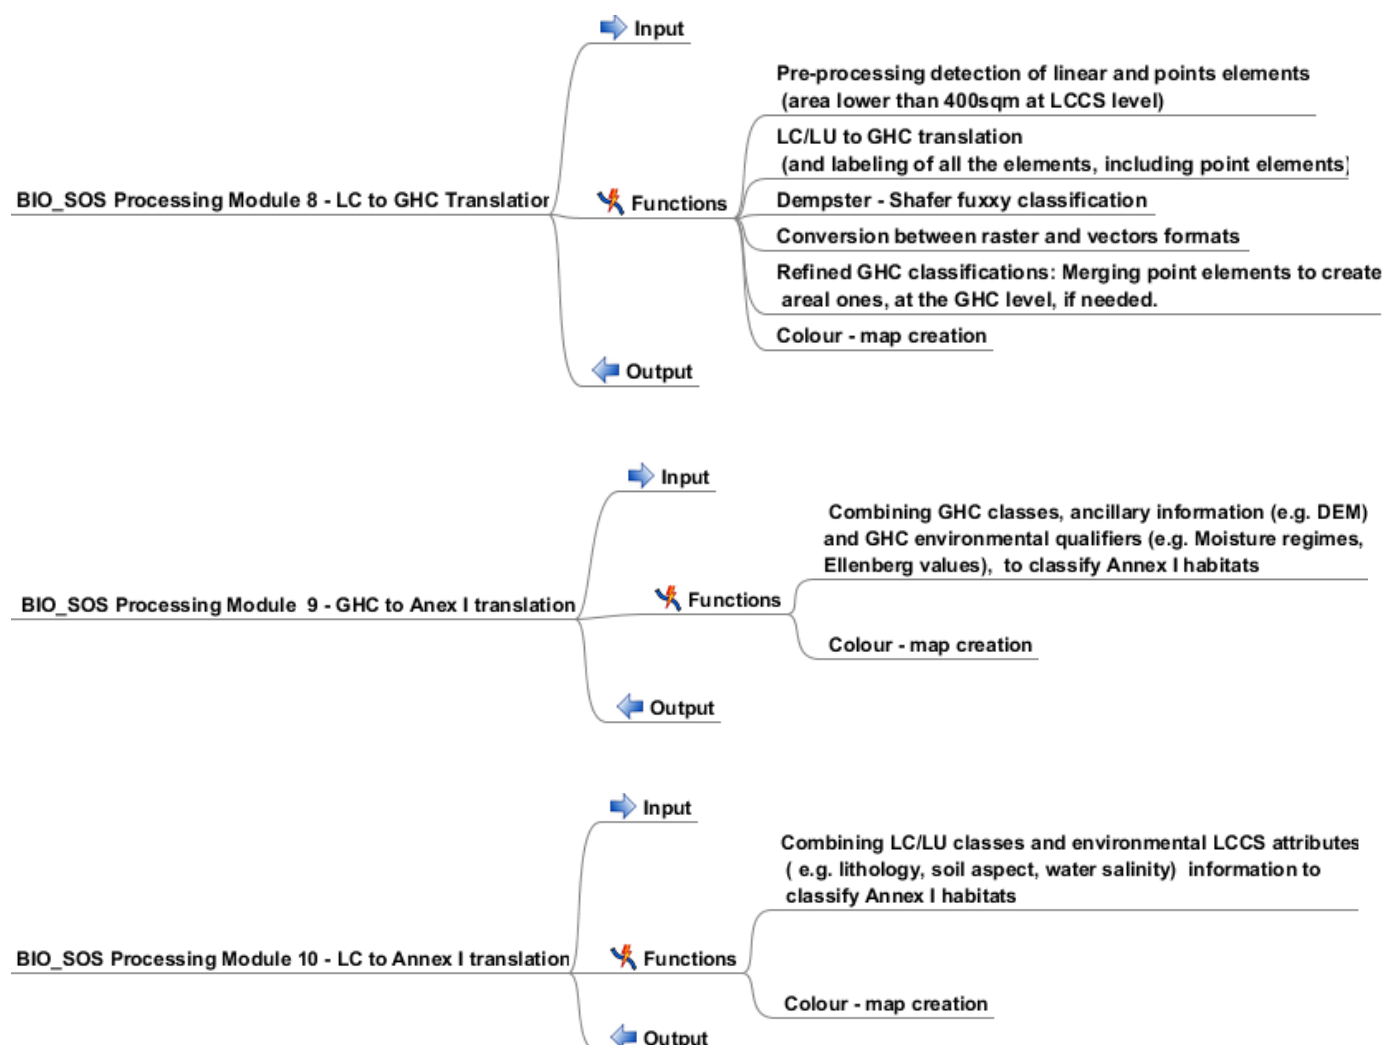 Input
Pre-processing detection of linear and points elements
(area lower than 400sqm at LCCS level)
LC/LU to GHC translation
(and labeling of all the elements, including point elements)
BIO_SOS Processing Module 8 - LC to GHC Translation
Functions
Dempster - Shafer fuxxy classification
Conversion between raster and vectors formats
Refined GHC classifications: Merging point elements to create
areal ones, at the GHC level, if needed.
Colour - map creation
Output
Input
Combining GHC classes, ancillary information (e.g. DEM)
and GHC environmental qualifiers (e.g. Moisture regimes,
Ellenberg values), to classify Annex I habitats
BIO_SOS Processing Module 9 - GHC to Anex I translation
Functions
Colour - map creation
Output
Input
Combining LC/LU classes and environmental LCCS attributes
( e.g. lithology, soil aspect, water salinity) information to
classify Annex I habitats
BIO_SOS Processing Module 10 - LC to Annex I translation
Functions
Colour - map creation
Output